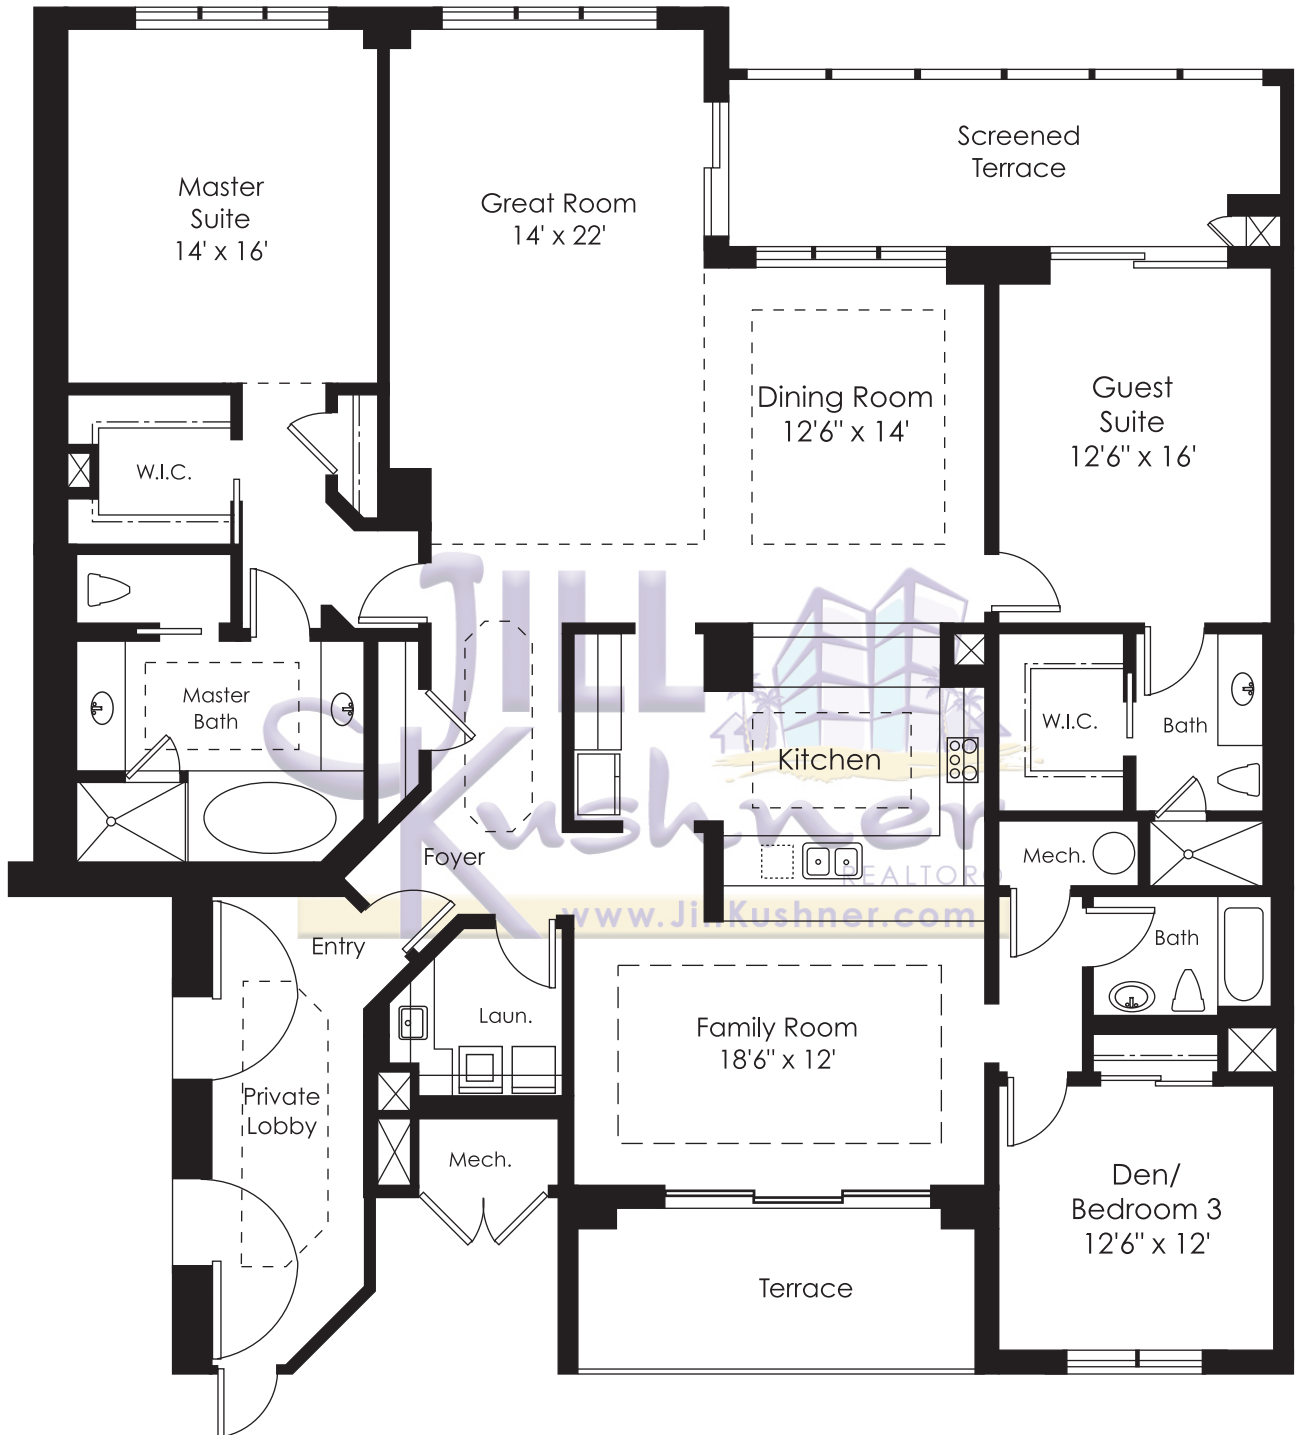 Screened
Terrace
Master
Suite
14' x 16'
Great Room
14' x 22'
Dining Room
12'6" x 14'
Guest
Suite
12'6" x 16'
W.I.C.
JILL
Kushner
REALTOR®
www.JillKushner.com
Master
Bath
Kitchen
W.I.C.
Bath
Foyer
Mech.
Entry
Bath
Laun.
Family Room
18'6" x 12'
Private
Lobby
Mech.
Den/
Bedroom 3
12'6" x 12'
Terrace